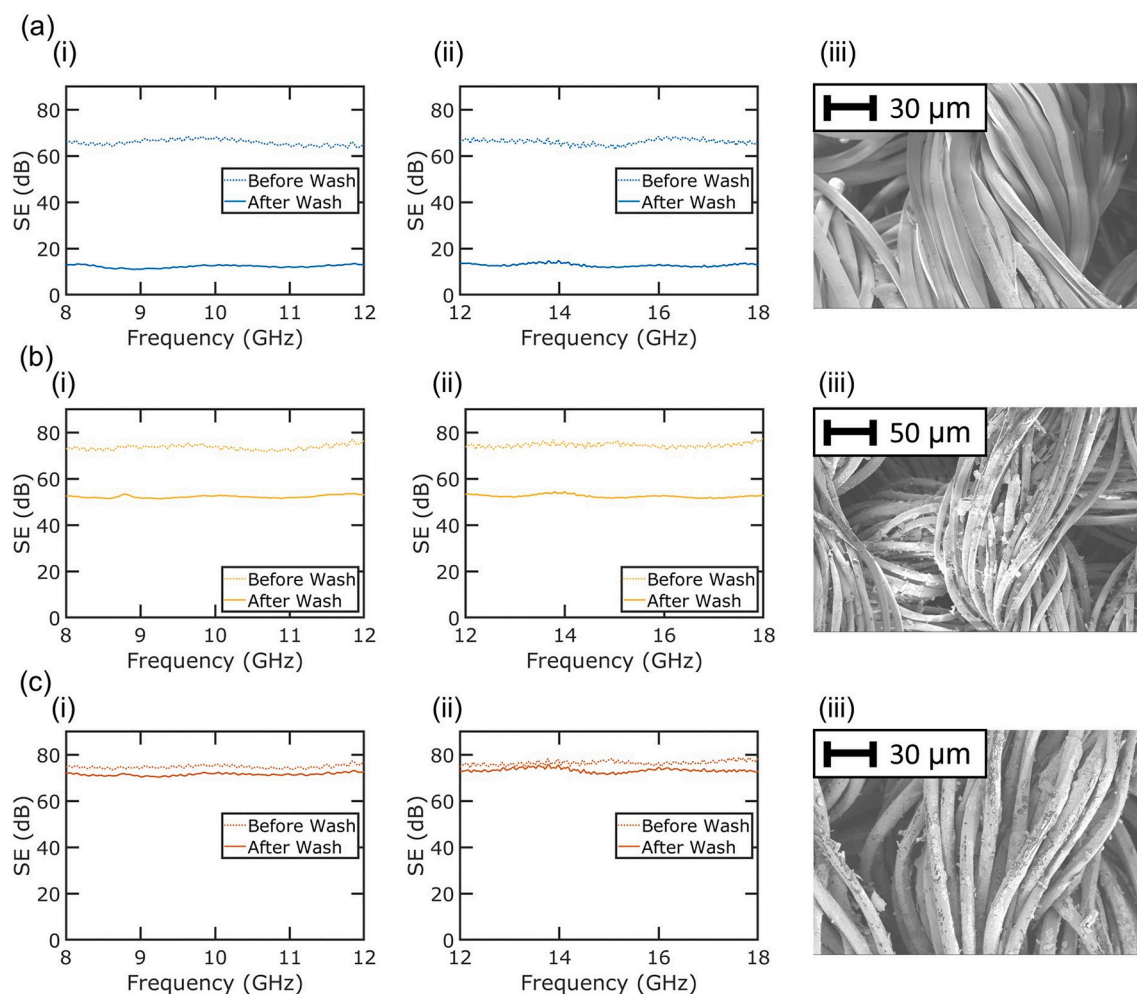 (a)
(i)
(ii)
(iii)
80
60
40
20
0
SE (dB)
Before Wash
After Wash
8
9
10
11
12
Frequency (GHz)
80
60
40
20
0
SE (dB)
Before Wash
After Wash
12
14
16
18
Frequency (GHz)
30 µm
(b)
(i)
(ii)
(iii)
80
60
40
20
0
SE (dB)
Before Wash
After Wash
8
9
10
11
12
Frequency (GHz)
80
60
40
20
0
SE (dB)
Before Wash
After Wash
12
14
16
18
Frequency (GHz)
50 µm
(c)
(i)
(ii)
(iii)
80
60
40
20
0
SE (dB)
Before Wash
After Wash
8
9
10
11
12
Frequency (GHz)
80
60
40
20
0
SE (dB)
Before Wash
After Wash
12
14
16
18
Frequency (GHz)
30 µm